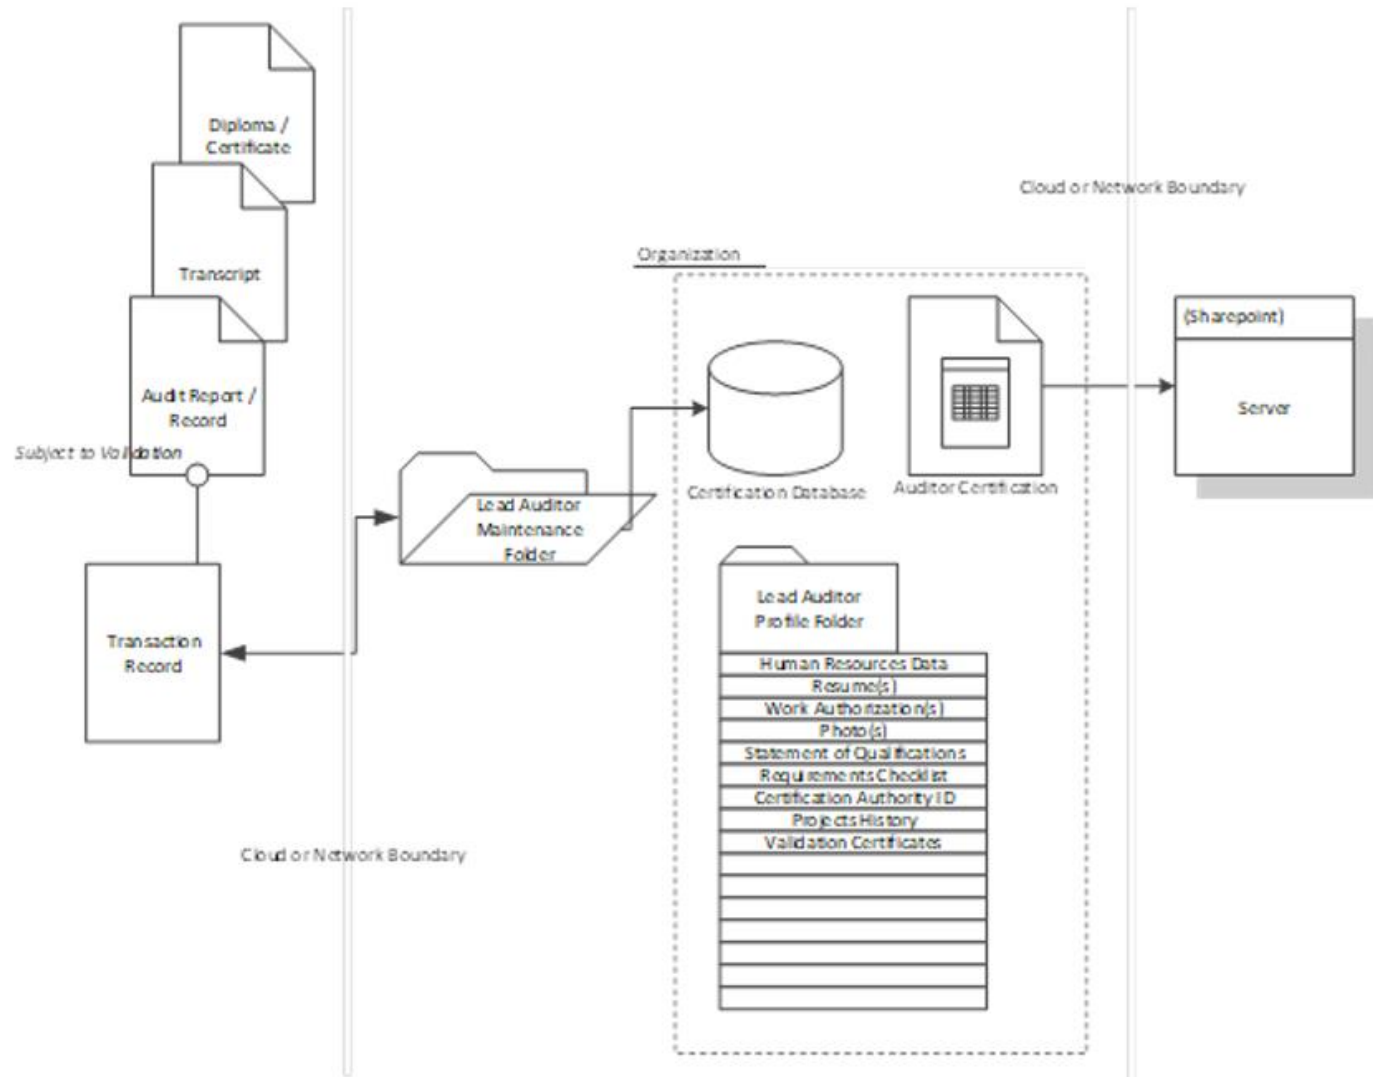 Diploma /
Certificate
Transcript
Audit Report /
Record
Subject to Validation
Transaction
Record
Cloud or Network Boundary
Lead Auditor
Maintenance
Folder
Organization
Certification Database
Auditor Certification
Lead Auditor
Profile Folder
Human Resources Data
Resume(s)
Work Authorization(s)
Photo(s)
Statement of Qualifications
Requirements Checklist
Certification Authority ID
Projects History
Validation Certificates
Cloud or Network Boundary
(Sharepoint)
Server